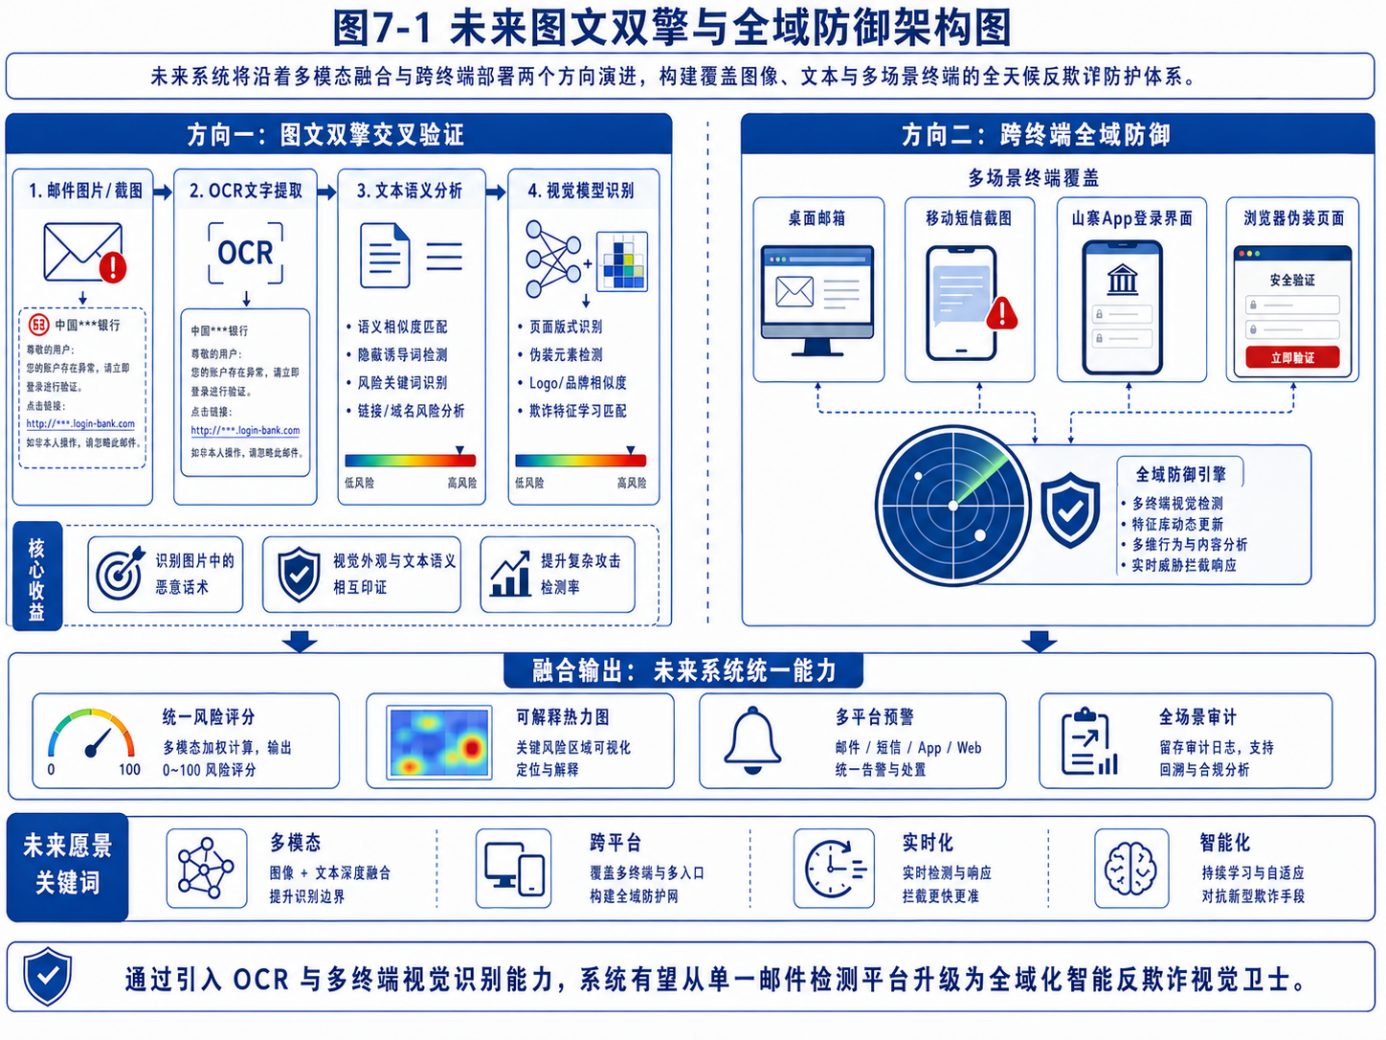 图7-1 未来图文双擎与全域防御架构图
未来系统将沿着多模态融合与跨终端部署两个方向演进，构建覆盖图像、文本与多场景终端的全天候反欺诈防护体系。
方向一：图文双擎交叉验证
1. 邮件图片/截图
中国***银行
尊敬的用户：
您的账户存在异常，请立即
登录进行验证。
点击链接：
http://***.login-bank.com
如非本人操作，请忽略此邮件。
2. OCR文字提取
OCR
中国***银行
尊敬的用户：
您的账户存在异常，请立即
登录进行验证。
点击链接：
http://***.login-bank.com
如非本人操作，请忽略此邮件。
3. 文本语义分析
• 语义相似度匹配
• 隐蔽诱导词检测
• 风险关键词识别
• 链接/域名风险分析
低风险 高风险
4. 视觉模型识别
+
• 页面版式识别
• 伪装元素检测
• Logo/品牌相似度
• 欺诈特征学习匹配
低风险 高风险
核心收益
识别图片中的
恶意话术
视觉外观与文本语义
相互印证
提升复杂攻击
检测率
方向二：跨终端全域防御
多场景终端覆盖
桌面邮箱
移动短信截图
山寨App登录界面
浏览器伪装页面
安全验证
立即验证
全域防御引擎
• 多终端视觉检测
• 特征库动态更新
• 多维行为与内容分析
• 实时威胁拦截响应
融合输出：未来系统统一能力
0 100
统一风险评分
多模态加权计算，输出
0~100 风险评分
可解释热力图
关键风险区域可视化
定位与解释
多平台预警
邮件 / 短信 / App / Web
统一告警与处置
全场景审计
留存审计日志，支持
回溯与合规分析
未来愿景
关键词
多模态
图像 + 文本深度融合
提升识别边界
跨平台
覆盖多终端与多入口
构建全域防护网
实时化
实时检测与响应
拦截更快更准
智能化
持续学习与自适应
对抗新型欺诈手段
通过引入 OCR 与多终端视觉识别能力，系统有望从单一邮件检测平台升级为全域化智能反欺诈视觉卫士。